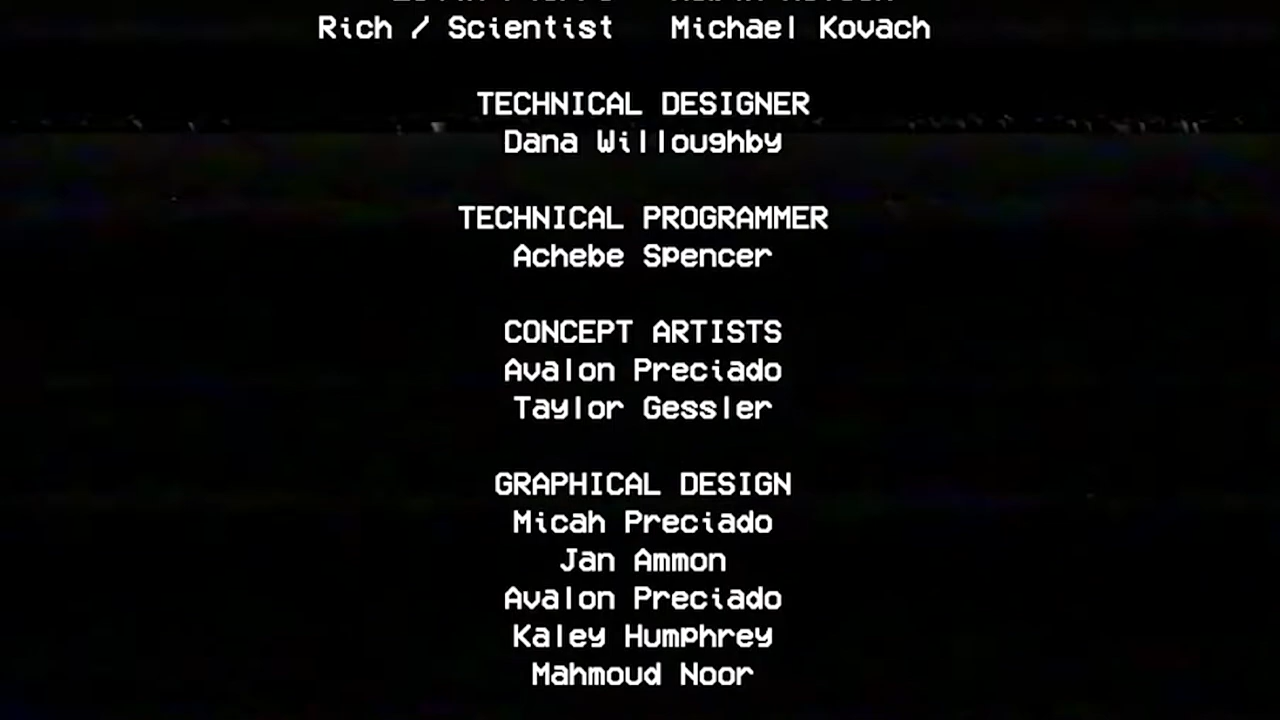 Rich / Scientist Michael Kovach
TECHNICAL DESIGNER
Dana Willoughby
TECHNICAL PROGRAMMER
Achebe Spencer
CONCEPT ARTISTS
Avalon Preciado
Taylor Gessler
GRAPHICAL DESIGN
Micah Preciado
Jan Ammon
Avalon Preciado
Kaley Humphrey
Mahmoud Noor